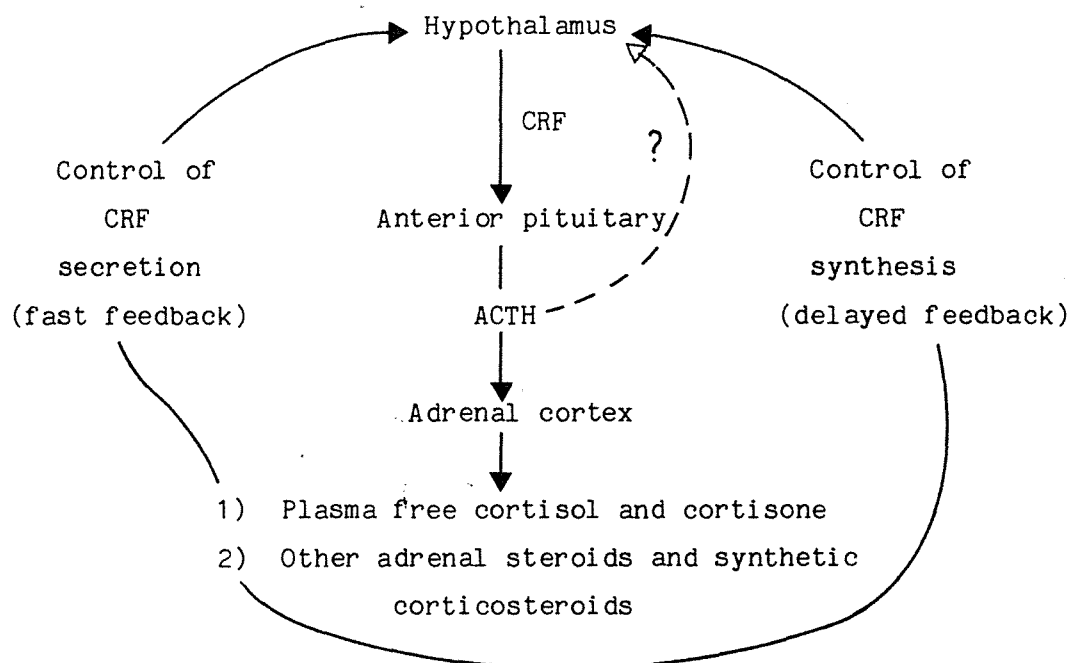 Hypothalamus
CRF
?
Control of
CRF
secretion
(fast feedback)
Anterior pituitary
ACTH
Control of
CRF
synthesis
(delayed feedback)
Adrenal cortex
1) Plasma free cortisol and cortisone
2) Other adrenal steroids and synthetic
corticosteroids